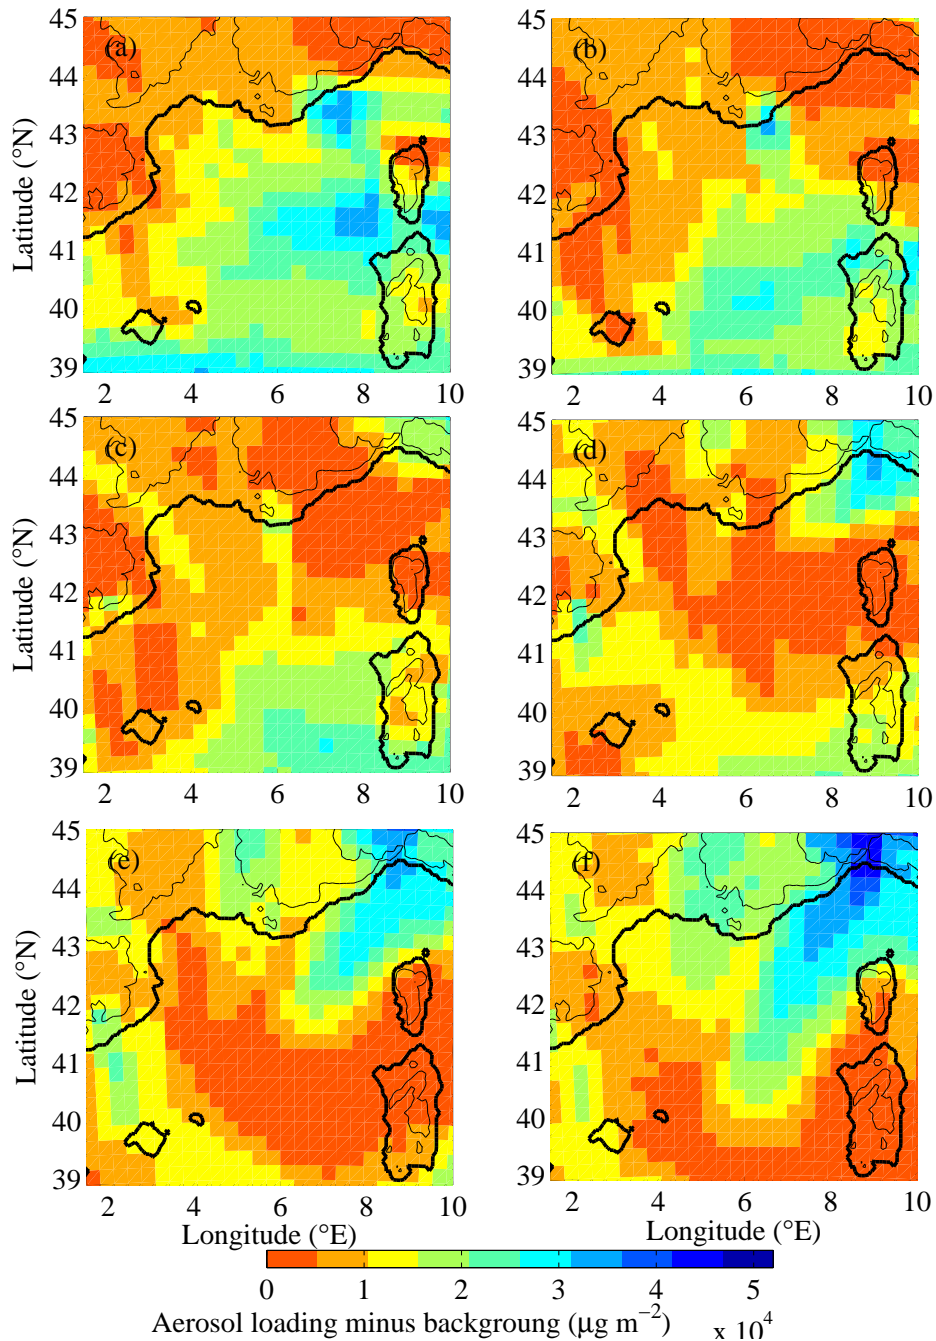 45 45
(a) (b)
44 44
43 43
42 42
41 41
40 40
39 39
Latitude (°N)
2 4 6 8 10 2 4 6 8 10
45 45
(c) (d)
44 44
43 43
42 42
41 41
40 40
39 39
Latitude (°N)
2 4 6 8 10 2 4 6 8 10
45 45
(e) (f)
44 44
43 43
42 42
41 41
40 40
39 39
Latitude (°N)
2 4 6 8 10 2 4 6 8 10
Longitude (°E) Longitude (°E)
0 1 2 3 4 5
Aerosol loading minus backgroung (μg m⁻²) x 10⁴